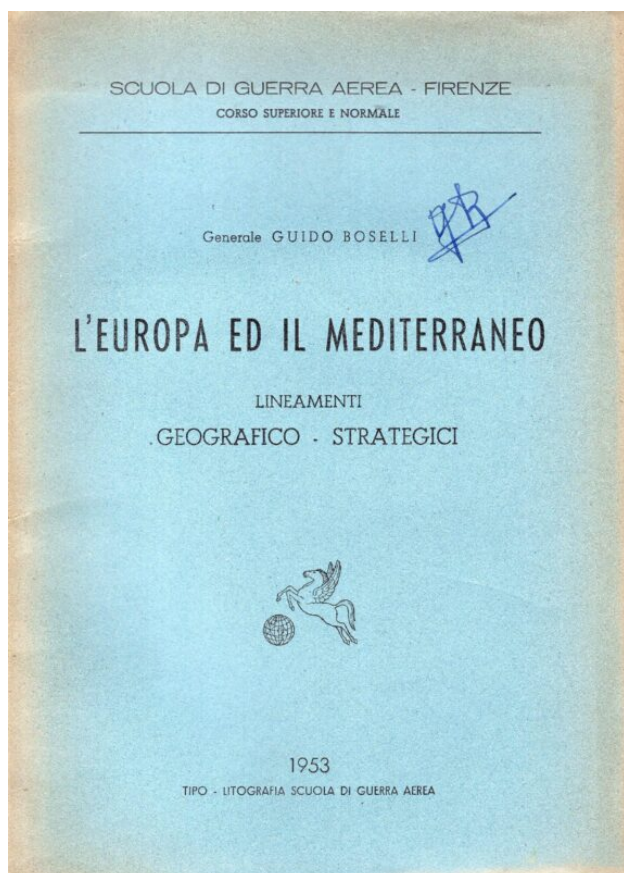 SCUOLA DI GUERRA AEREA - FIRENZE
CORSO SUPERIORE E NORMALE
Generale GUIDO BOSELLI
L'EUROPA ED IL MEDITERRANEO
LINEAMENTI
GEOGRAFICO - STRATEGICI
1953
TIPO - LITOGRAFIA SCUOLA DI GUERRA AEREA